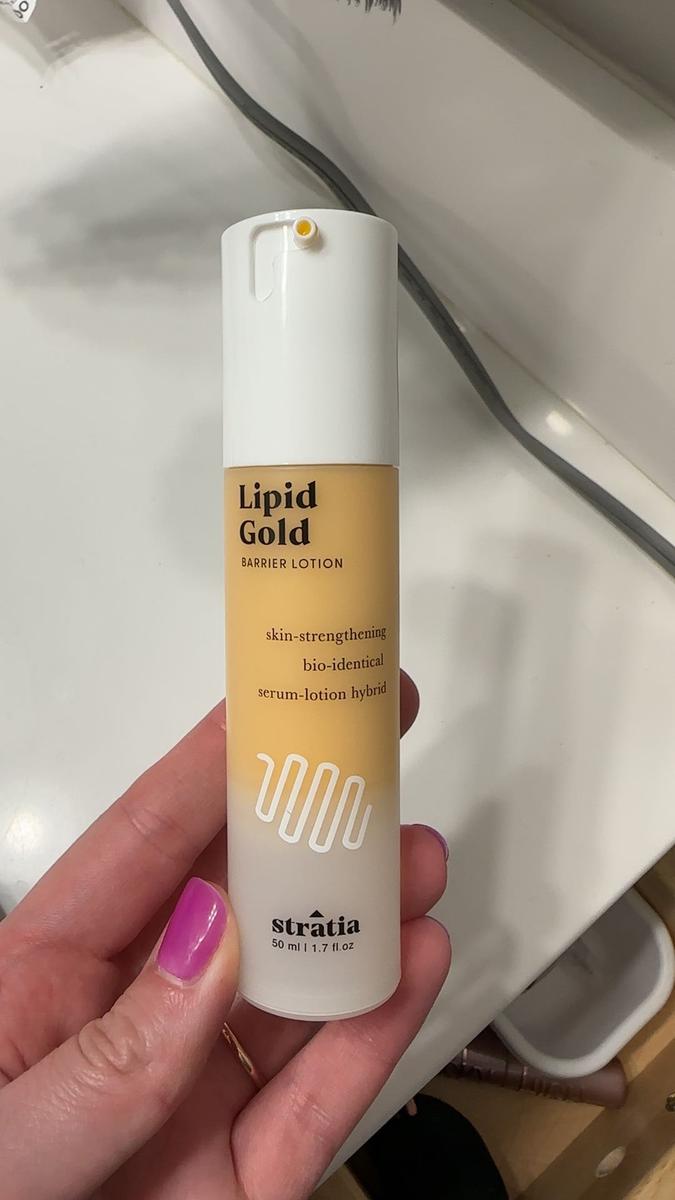 Lipid
Gold
BARRIER LOTION
skin-strengthening
bio-identical
serum-lotion hybrid
stratia
50 ml | 1.7 fl.oz